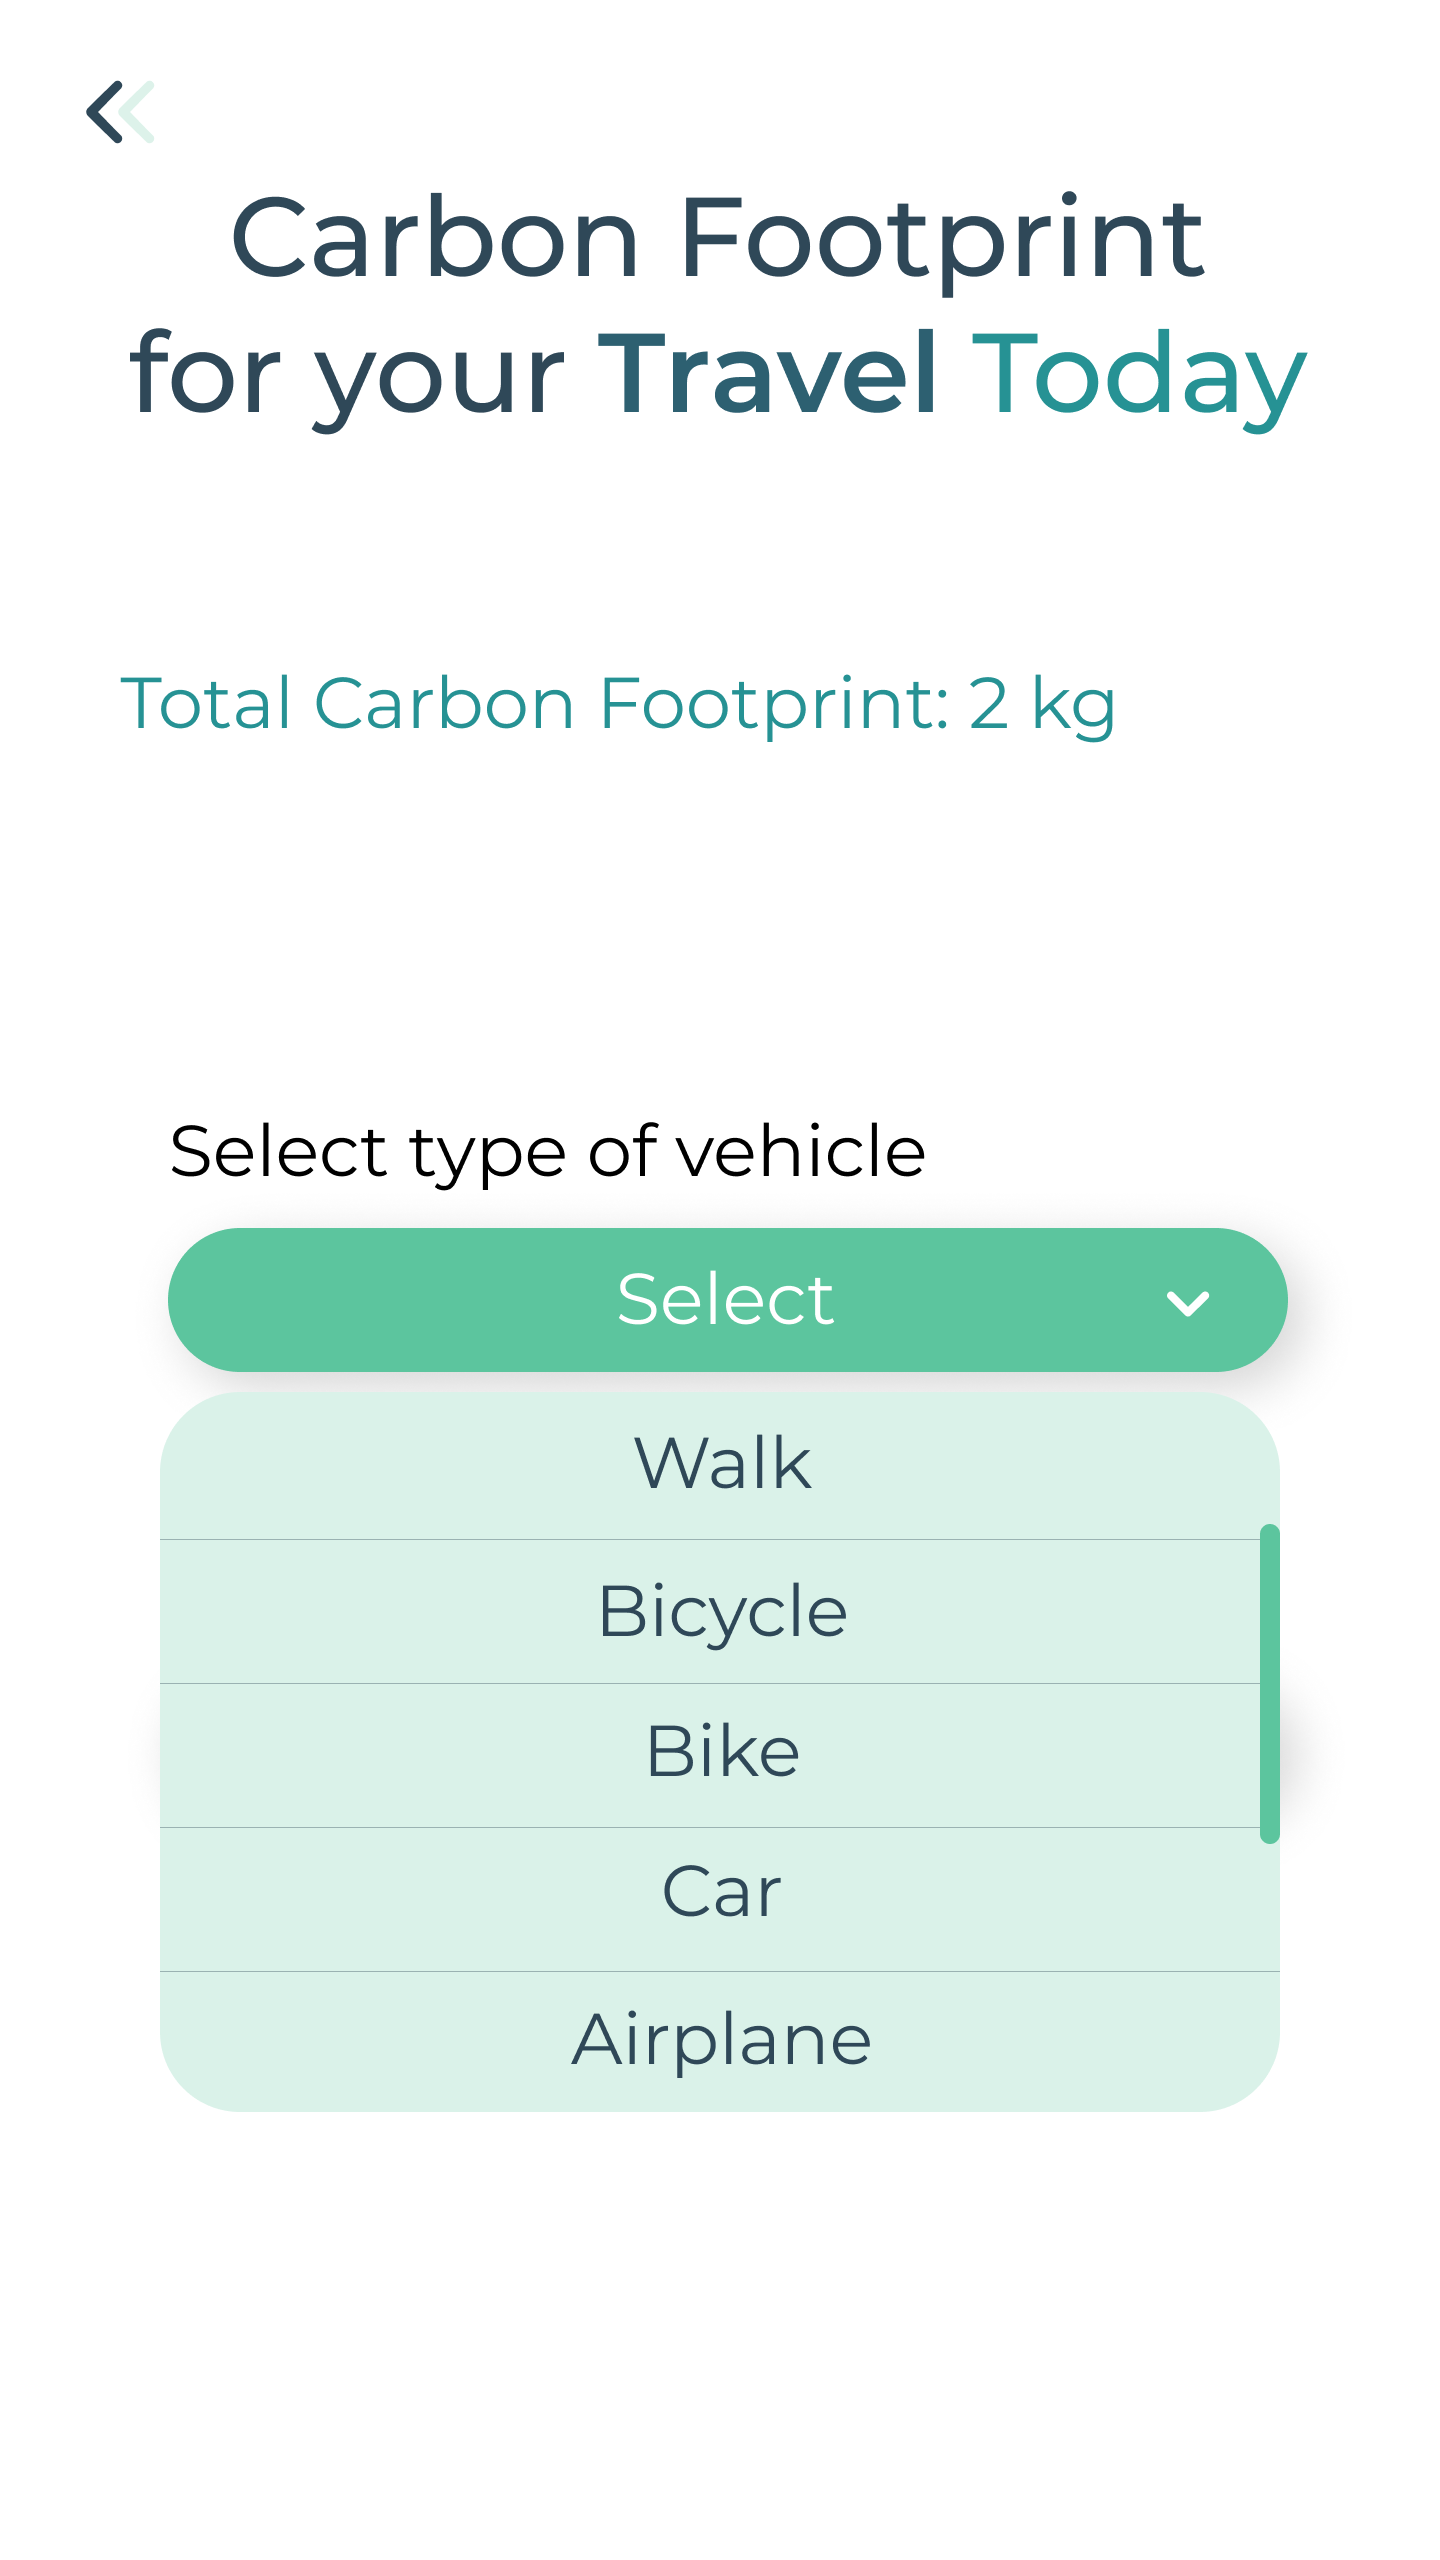 Carbon Footprint
for your Travel Today
Total Carbon Footprint: 2 kg
Select type of vehicle
Select
Walk
Bicycle
Bike
Car
Airplane